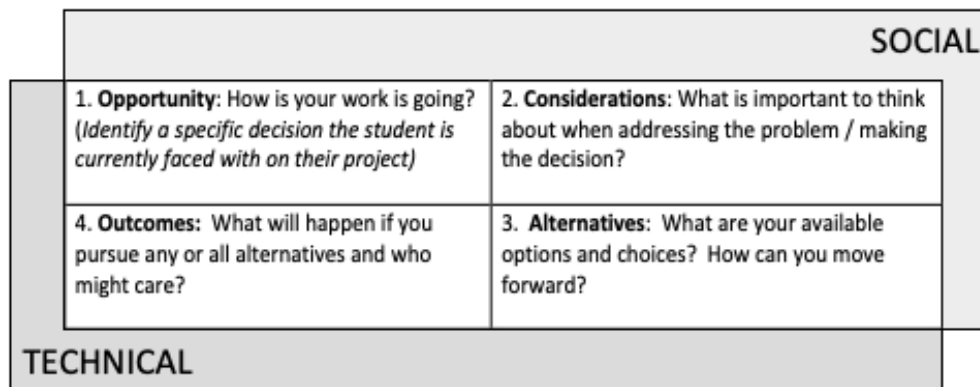 SOCIAL
1. Opportunity: How is your work is going?
(Identify a specific decision the student is
currently faced with on their project)
2. Considerations: What is important to think
about when addressing the problem / making
the decision?
4. Outcomes: What will happen if you
pursue any or all alternatives and who
might care?
3. Alternatives: What are your available
options and choices? How can you move
forward?
TECHNICAL